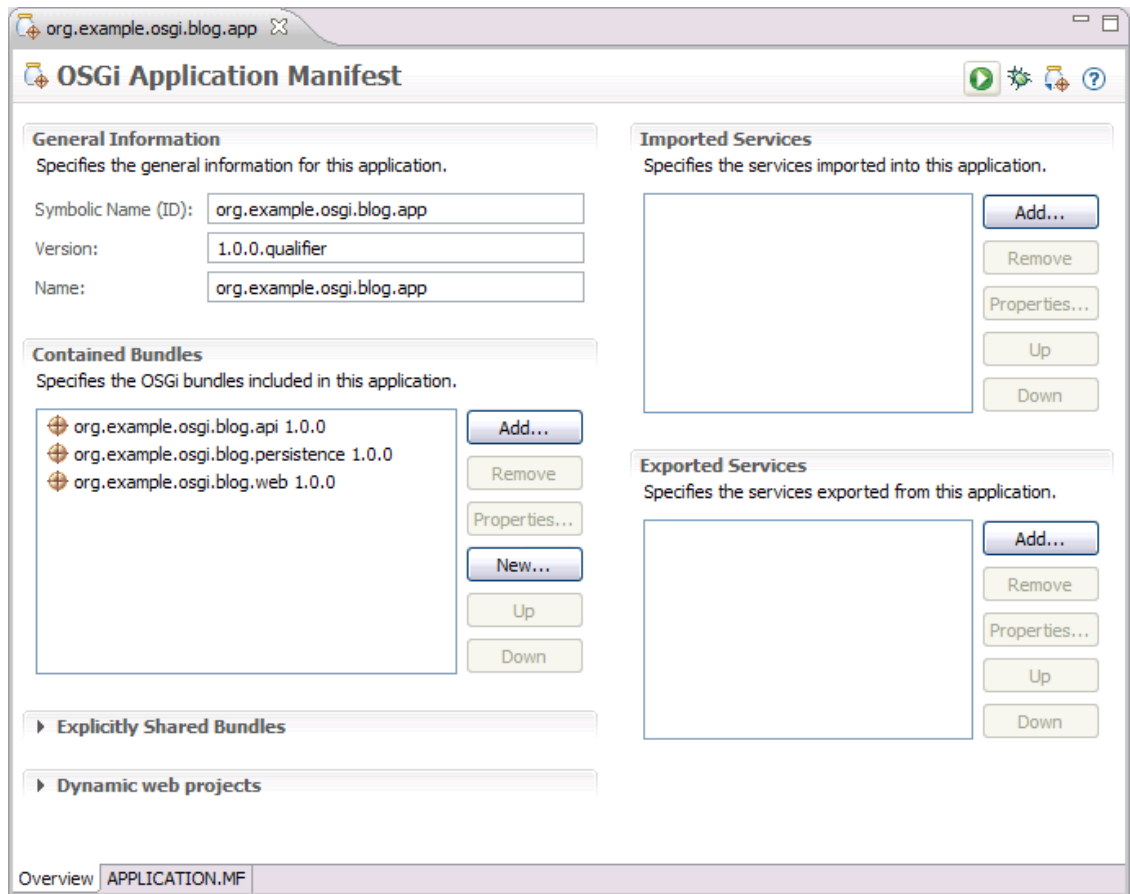 org.example.osgi.blog.app
OSGi Application Manifest
General Information
Specifies the general information for this application.
Symbolic Name (ID): org.example.osgi.blog.app
Version: 1.0.0.qualifier
Name: org.example.osgi.blog.app
Contained Bundles
Specifies the OSGi bundles included in this application.
org.example.osgi.blog.api 1.0.0
org.example.osgi.blog.persistence 1.0.0
org.example.osgi.blog.web 1.0.0
Add...
Remove
Properties...
New...
Up
Down
Explicitly Shared Bundles
Dynamic web projects
Imported Services
Specifies the services imported into this application.
Add...
Remove
Properties...
Up
Down
Exported Services
Specifies the services exported from this application.
Add...
Remove
Properties...
Up
Down
Overview APPLICATION.MF